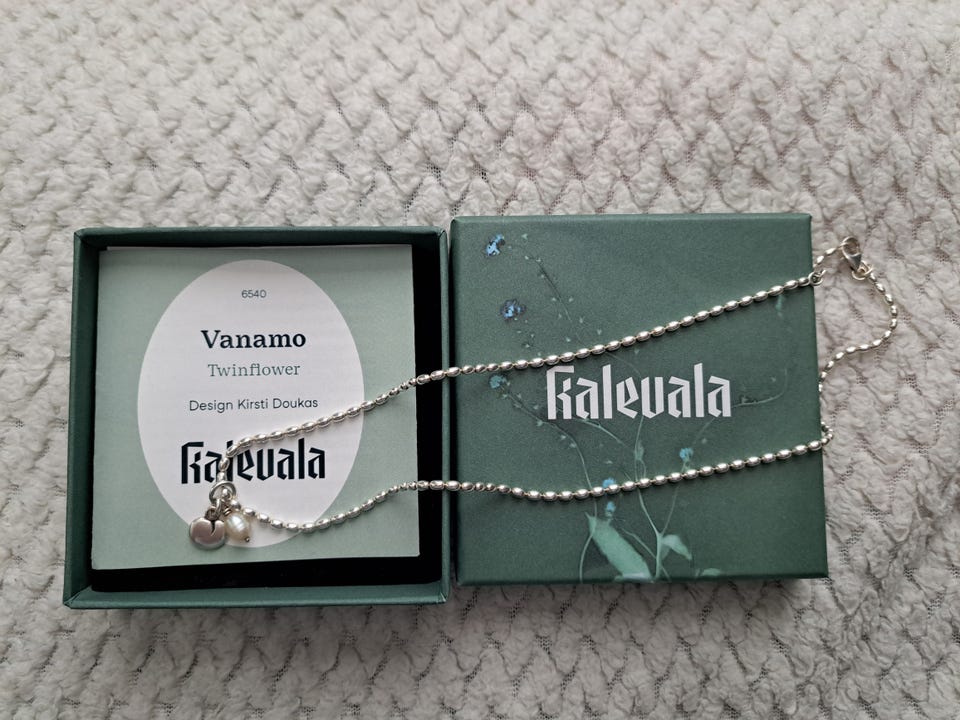 6540
Vanamo
Twinflower
Design Kirsti Doukas
Kalevala
Kalevala